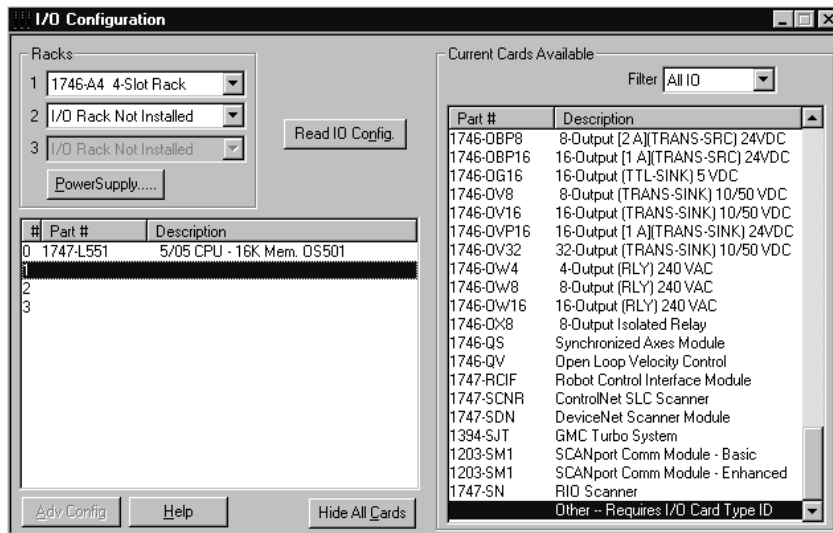 I/O Configuration
Racks
1 1746-A4 4-Slot Rack
2 I/O Rack Not Installed
3 I/O Rack Not Installed
PowerSupply.....
Read IO Config.
# Part # Description
0 1747-L551 5/05 CPU - 16K Mem. OS501
1
2
3
Adv Config
Help
Hide All Cards
Current Cards Available
Filter All IO
Part # Description
1746-OBP8 8-Output [2 A](TRANS-SRC) 24VDC
1746-OBP16 16-Output [1 A](TRANS-SRC) 24VDC
1746-OG16 16-Output (TTL-SINK) 5 VDC
1746-OV8 8-Output (TRANS-SINK) 10/50 VDC
1746-OV16 16-Output (TRANS-SINK) 10/50 VDC
1746-OVP16 16-Output [1 A](TRANS-SINK) 24VDC
1746-OV32 32-Output (TRANS-SINK) 10/50 VDC
1746-OW4 4-Output (RLY) 240 VAC
1746-OW8 8-Output (RLY) 240 VAC
1746-OW16 16-Output (RLY) 240 VAC
1746-OX8 8-Output Isolated Relay
1746-QS Synchronized Axes Module
1746-QV Open Loop Velocity Control
1747-RCIF Robot Control Interface Module
1747-SCNR ControlNet SLC Scanner
1747-SDN DeviceNet Scanner Module
1394-SJT GMC Turbo System
1203-SM1 SCANport Comm Module - Basic
1203-SM1 SCANport Comm Module - Enhanced
1747-SN RIO Scanner
Other -- Requires I/O Card Type ID